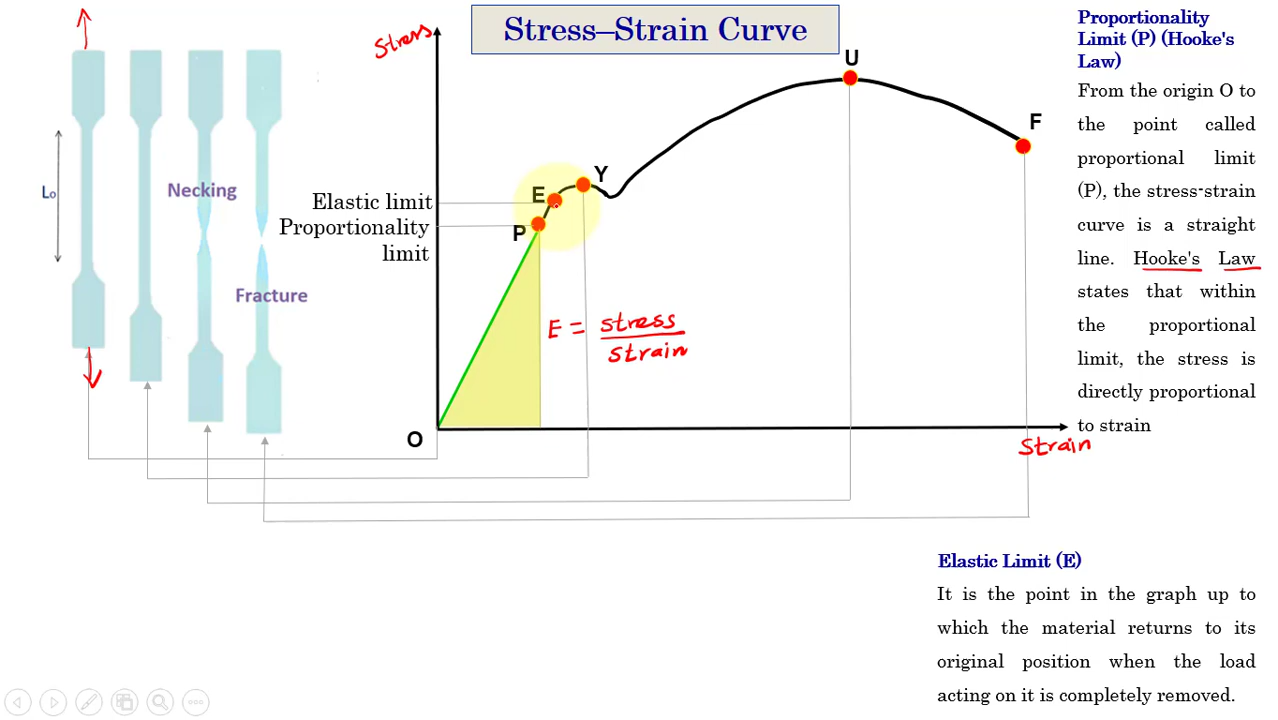 Stress–Strain Curve
Stress
U
F
Y
E
P
Elastic limit
Proportionality
limit
O
Strain
E = stress
strain
Lo
Necking
Fracture
Proportionality
Limit (P) (Hooke's
Law)
From the origin O to
the point called
proportional limit
(P), the stress-strain
curve is a straight
line. Hooke's Law
states that within
the proportional
limit, the stress is
directly proportional
to strain
Elastic Limit (E)
It is the point in the graph up to
which the material returns to its
original position when the load
acting on it is completely removed.